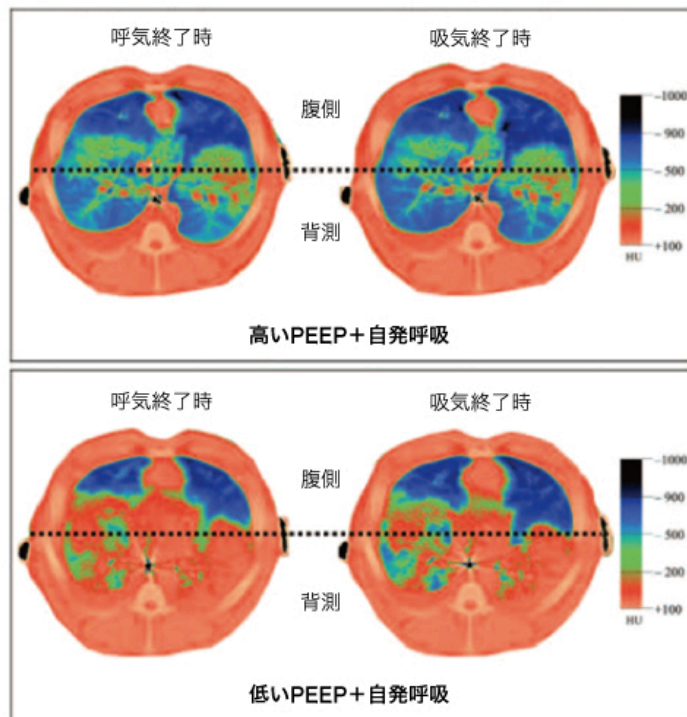 呼気終了時
吸気終了時
腹側
背測
-1000
-900
-500
-200
+100
HU
高いPEEP+自発呼吸
呼気終了時
吸気終了時
腹側
背測
-1000
-900
-500
-200
+100
HU
低いPEEP+自発呼吸